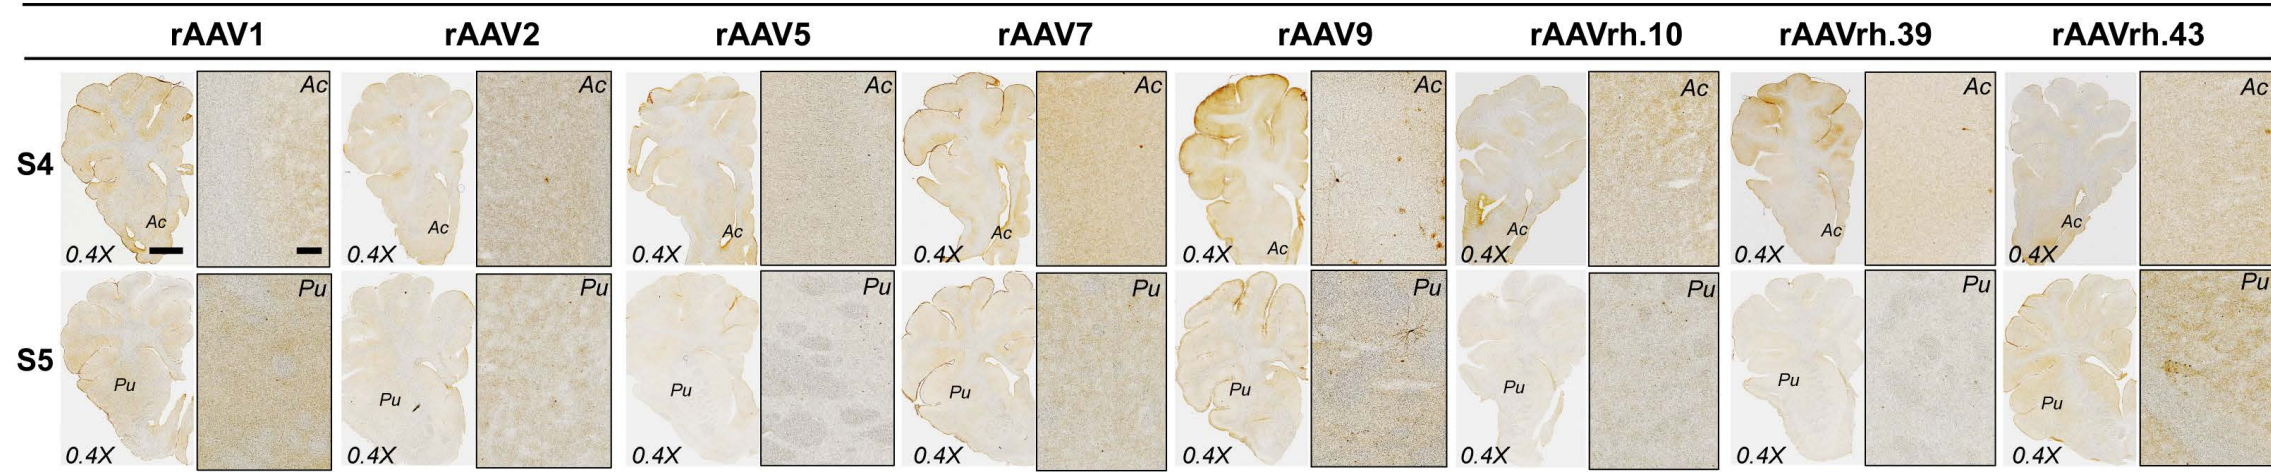 rAAV1 rAAV2 rAAV5 rAAV7 rAAV9 rAAVrh.10 rAAVrh.39 rAAVrh.43
Ac Ac Ac Ac Ac Ac Ac Ac
S4
Ac Ac Ac Ac Ac Ac Ac Ac
0.4X 0.4X 0.4X 0.4X 0.4X 0.4X 0.4X 0.4X
Pu Pu Pu Pu Pu Pu Pu Pu
S5
Pu Pu Pu Pu Pu Pu Pu Pu
0.4X 0.4X 0.4X 0.4X 0.4X 0.4X 0.4X 0.4X